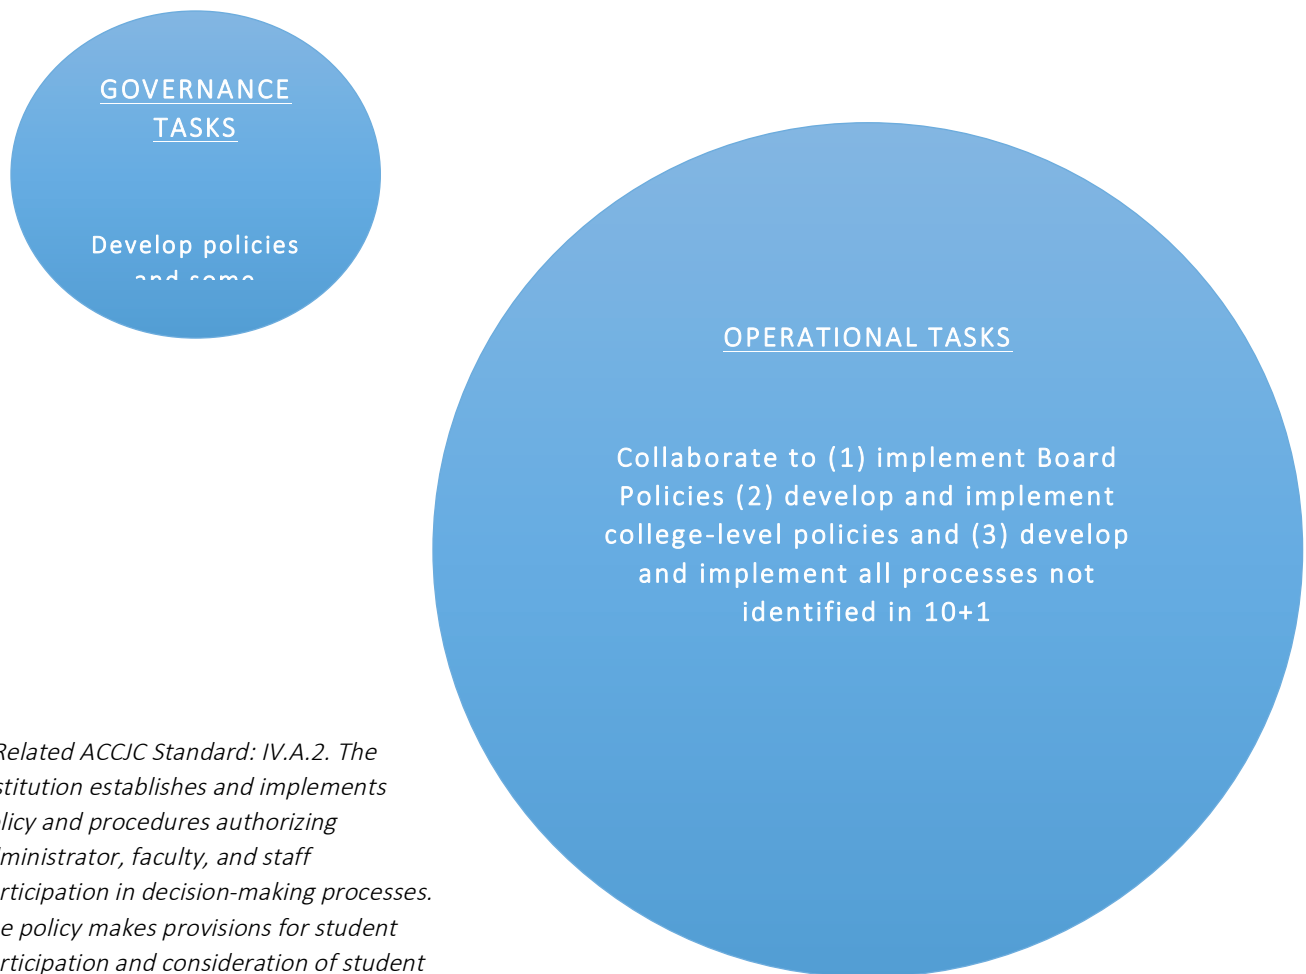 GOVERNANCE
TASKS
Develop policies
and some
OPERATIONAL TASKS
Collaborate to (1) implement Board
Policies (2) develop and implement
college-level policies and (3) develop
and implement all processes not
identified in 10+1
Related ACCJC Standard: IV.A.2. The
stitution establishes and implements
licy and procedures authorizing
ministrator, faculty, and staff
rticipation in decision-making processes.
e policy makes provisions for student
rticipation and consideration of student